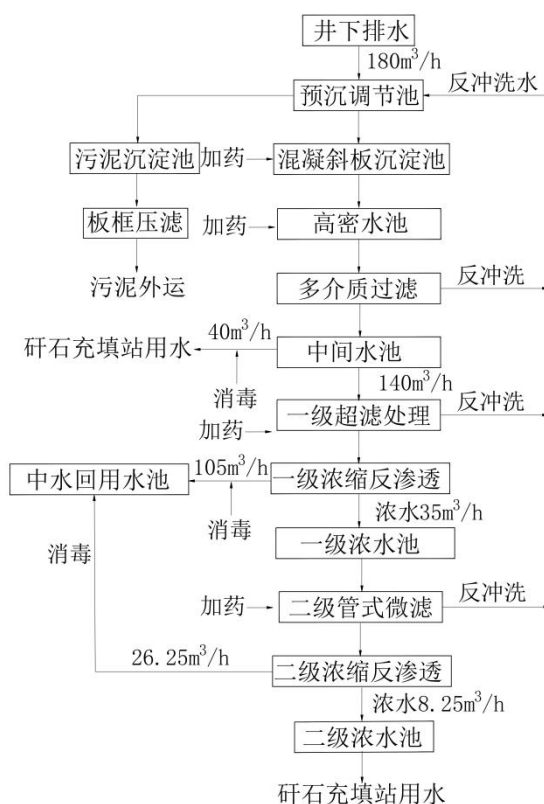 井下排水
180m³/h
反冲洗水
预沉调节池
污泥沉淀池
加药
混凝斜板沉淀池
板框压滤
加药
高密水池
污泥外运
多介质过滤
反冲洗
40m³/h
矸石充填站用水
中间水池
消毒
140m³/h
加药
一级超滤处理
反冲洗
中水回用水池
105m³/h
一级浓缩反渗透
消毒
浓水35m³/h
消毒
一级浓水池
加药
二级管式微滤
反冲洗
26.25m³/h
二级浓缩反渗透
浓水8.25m³/h
二级浓水池
矸石充填站用水